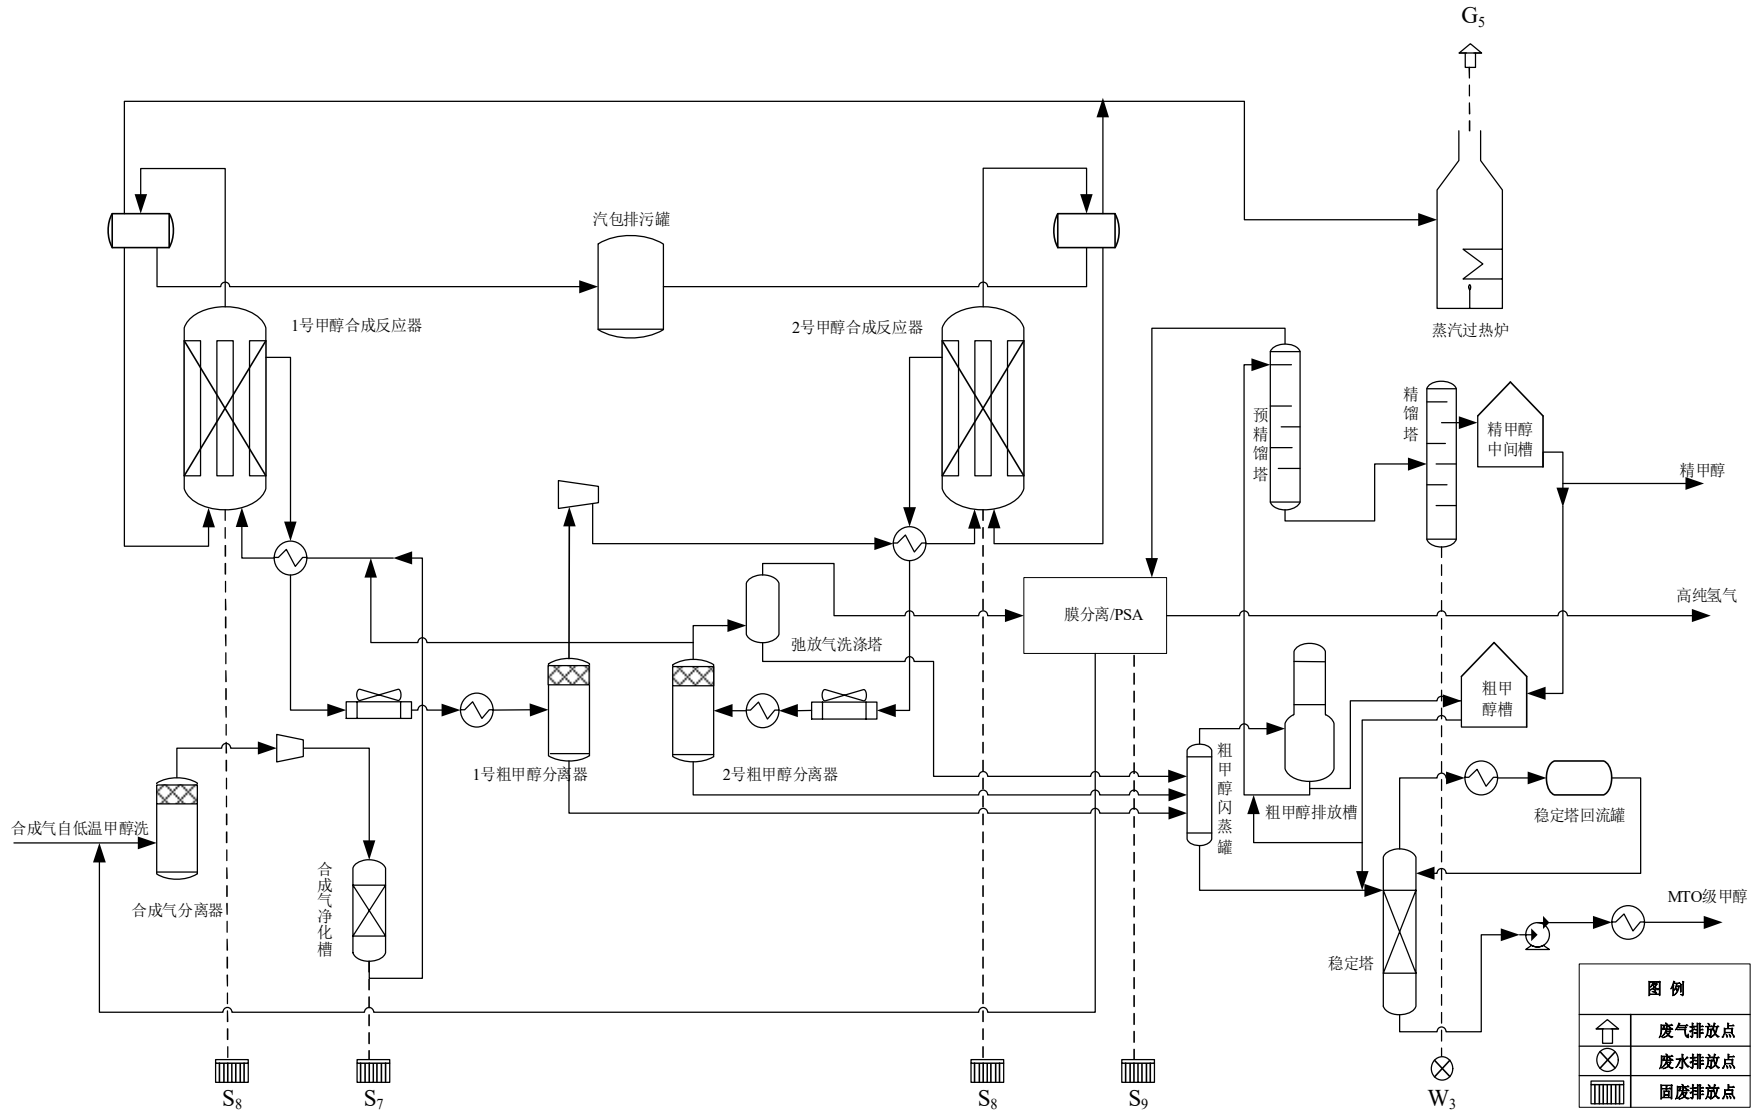 G₅
汽包排污罐
1号甲醇合成反应器
2号甲醇合成反应器
蒸汽过热炉
预精馏塔
精馏塔
精甲醇
中间槽
精甲醇
膜分离/PSA
高纯氢气
弛放气洗涤塔
粗甲
醇槽
1号粗甲醇分离器
2号粗甲醇分离器
粗甲醇闪蒸罐
粗甲醇排放槽
稳定塔回流罐
合成气自低温甲醇洗
合成气分离器
合成气净化槽
MTO级甲醇
稳定塔
图 例
废气排放点
废水排放点
固废排放点
S₈
S₇
S₈
S₉
W₃